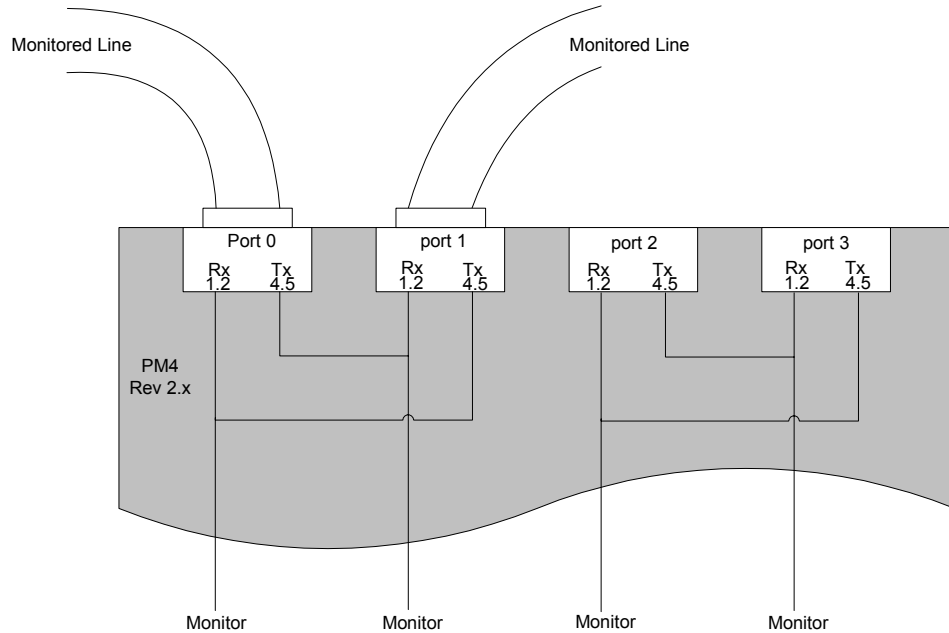 Monitored Line
Monitored Line
Port 0
port 1
port 2
port 3
Rx Tx
1.2 4.5
Rx Tx
1.2 4.5
Rx Tx
1.2 4.5
Rx Tx
1.2 4.5
PM4
Rev 2.x
Monitor
Monitor
Monitor
Monitor